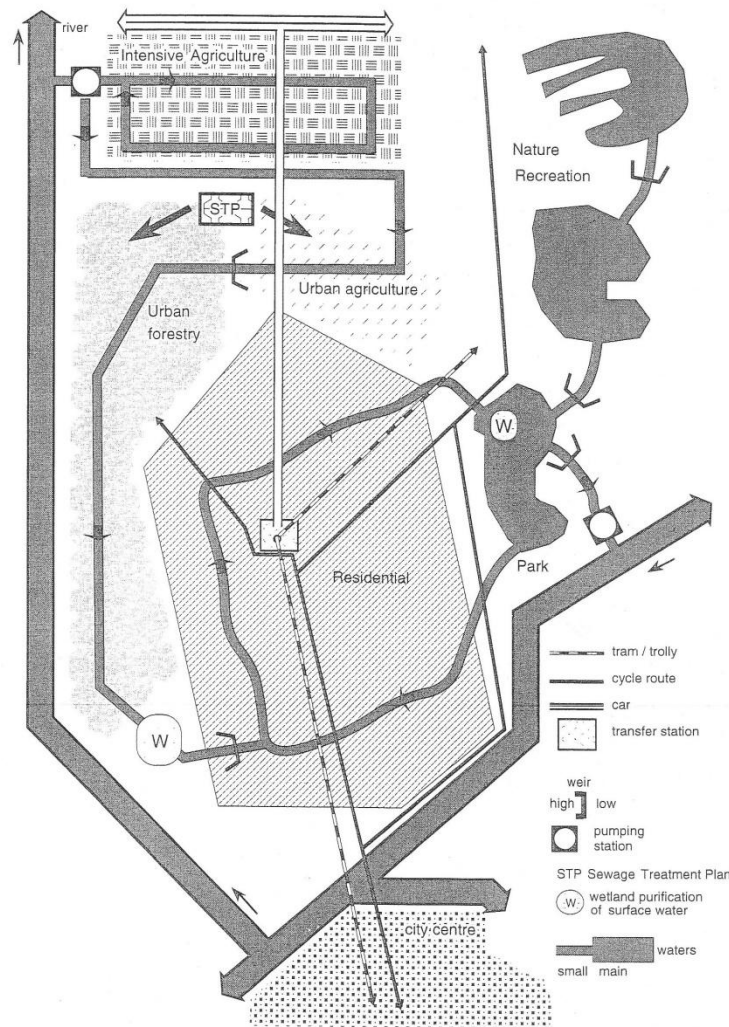 river
Intensive Agriculture
Nature
Recreation
STP
Urban agriculture
Urban
forestry
W
Residential
Park
W
tram / trolly
cycle route
car
transfer station
weir
high
low
pumping
station
STP Sewage Treatment Plan
W
wetland purification
of surface water
city centre
waters
small
main